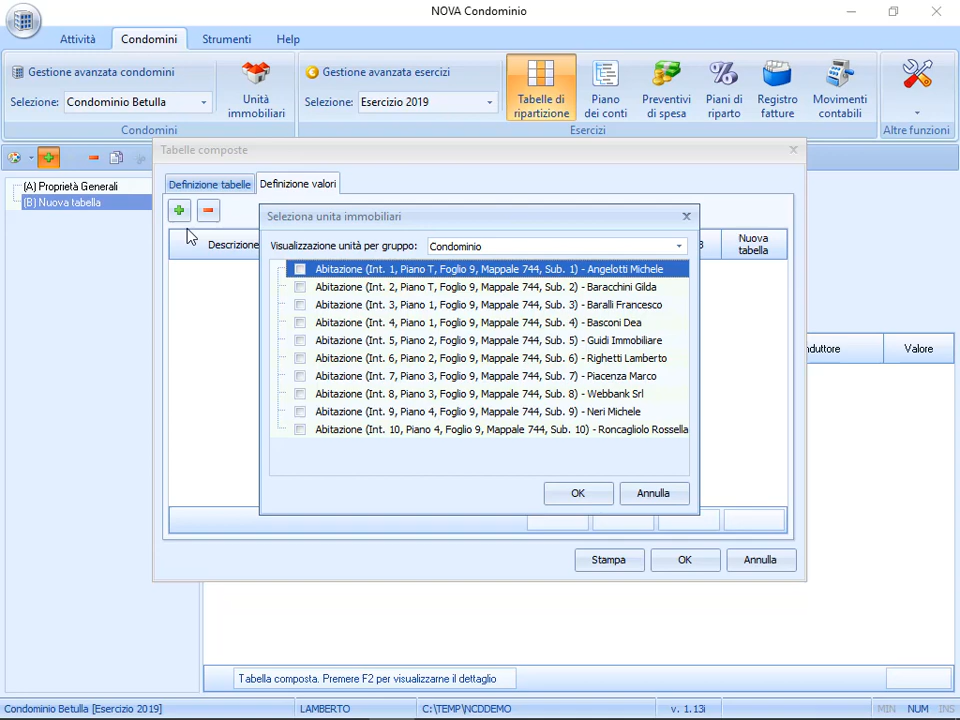 NOVA Condominio
Attività
Condomini
Strumenti
Help
Gestione avanzata condomini
Selezione:
Condominio Betulla
Unità
immobiliari
Condomini
Gestione avanzata esercizi
Selezione:
Esercizio 2019
Tabelle di
ripartizione
Piano
dei conti
Preventivi
di spesa
Piani di
riparto
Registro
fatture
Movimenti
contabili
Esercizi
Altre funzioni
Tabelle composte
(A) Proprietà Generali
(B) Nuova tabella
Definizione tabelle
Definizione valori
Descrizione
3
Nuova
tabella
Seleziona unita immobiliari
Visualizzazione unità per gruppo:
Condominio
Abitazione (Int. 1, Piano T, Foglio 9, Mappale 744, Sub. 1) - Angelotti Michele
Abitazione (Int. 2, Piano T, Foglio 9, Mappale 744, Sub. 2) - Baracchini Gilda
Abitazione (Int. 3, Piano 1, Foglio 9, Mappale 744, Sub. 3) - Baralli Francesco
Abitazione (Int. 4, Piano 1, Foglio 9, Mappale 744, Sub. 4) - Basconi Dea
Abitazione (Int. 5, Piano 2, Foglio 9, Mappale 744, Sub. 5) - Guidi Immobiliare
Abitazione (Int. 6, Piano 2, Foglio 9, Mappale 744, Sub. 6) - Righetti Lamberto
Abitazione (Int. 7, Piano 3, Foglio 9, Mappale 744, Sub. 7) - Piacenza Marco
Abitazione (Int. 8, Piano 3, Foglio 9, Mappale 744, Sub. 8) - Webbank Srl
Abitazione (Int. 9, Piano 4, Foglio 9, Mappale 744, Sub. 9) - Neri Michele
Abitazione (Int. 10, Piano 4, Foglio 9, Mappale 744, Sub. 10) - Roncagliolo Rossella
OK
Annulla
nduttore
Valore
Stampa
OK
Annulla
Tabella composta. Premere F2 per visualizzarne il dettaglio
Condominio Betulla [Esercizio 2019]
LAMBERTO
C:\TEMP\NCDDEMO
v. 1.13i
MIN
NUM
INS